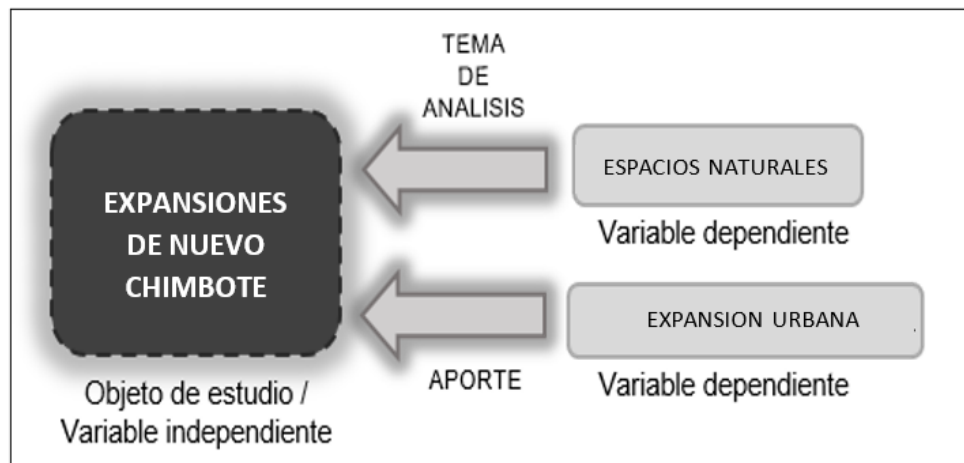 TEMA
DE
ANALISIS
EXPANSIONES
DE NUEVO
CHIMBOTE
ESPACIOS NATURALES
Variable dependiente
EXPANSION URBANA .
APORTE
Variable dependiente
Objeto de estudio /
Variable independiente